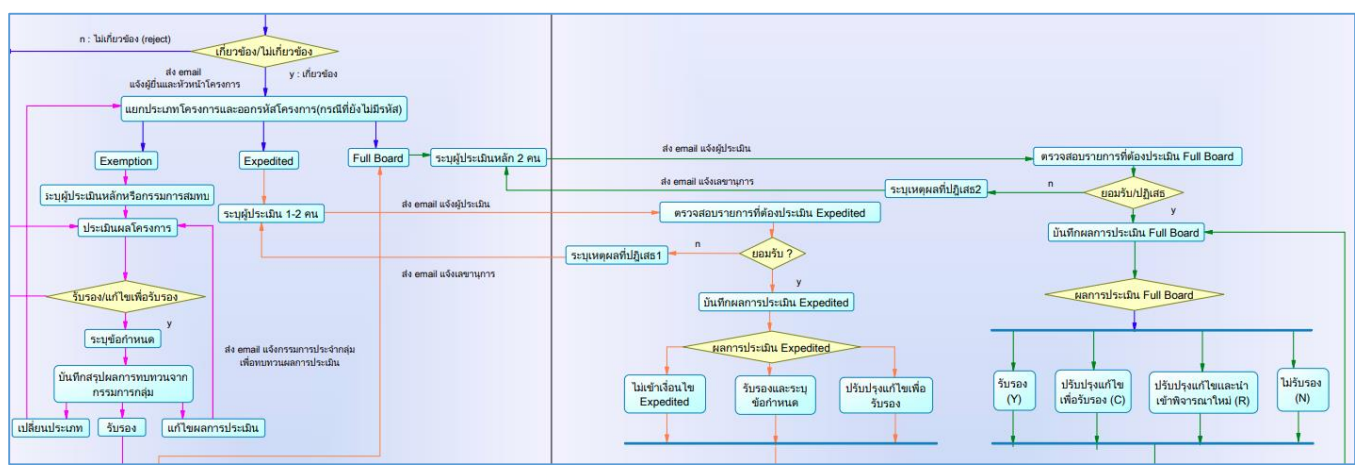 n : ไม่เกี่ยวข้อง (reject)
เกี่ยวข้อง/ไม่เกี่ยวข้อง
ส่ง email
แจ้งผู้ยื่นและหัวหน้าโครงการ
y : เกี่ยวข้อง
แยกประเภทโครงการและออกรหัสโครงการ(กรณีที่ยังไม่มีรหัส)
Exemption
Expedited
Full Board
ระบุผู้ประเมินหลัก 2 คน
ส่ง email แจ้งผู้ประเมิน
ตรวจสอบรายการที่ต้องประเมิน Full Board
ส่ง email แจ้งเลขานุการ
ระบุเหตุผลที่ปฏิเสธ2
n
ยอมรับ/ปฏิเสธ
y
ระบุผู้ประเมินหลักหรือกรรมการสมทบ
ระบุผู้ประเมิน 1-2 คน
ส่ง email แจ้งผู้ประเมิน
ตรวจสอบรายการที่ต้องประเมิน Expedited
ประเมินผลโครงการ
บันทึกผลการประเมิน Full Board
ระบุเหตุผลที่ปฏิเสธ1
n
ยอมรับ ?
y
ส่ง email แจ้งเลขานุการ
รับรอง/แก้ไขเพื่อรับรอง
y
บันทึกผลการประเมิน Expedited
ผลการประเมิน Full Board
ระบุข้อกำหนด
ส่ง email แจ้งกรรมการประจำกลุ่ม
เพื่อทบทวนผลการประเมิน
ผลการประเมิน Expedited
บันทึกสรุปผลการทบทวนจาก
กรรมการกลุ่ม
ไม่เข้าเงื่อนไข
Expedited
รับรองและระบุ
ข้อกำหนด
ปรับปรุงแก้ไขเพื่อ
รับรอง
รับรอง
(Y)
ปรับปรุงแก้ไข
เพื่อรับรอง (C)
ปรับปรุงแก้ไขและนำ
เข้าพิจารณาใหม่ (R)
ไม่รับรอง
(N)
เปลี่ยนประเภท
รับรอง
แก้ไขผลการประเมิน